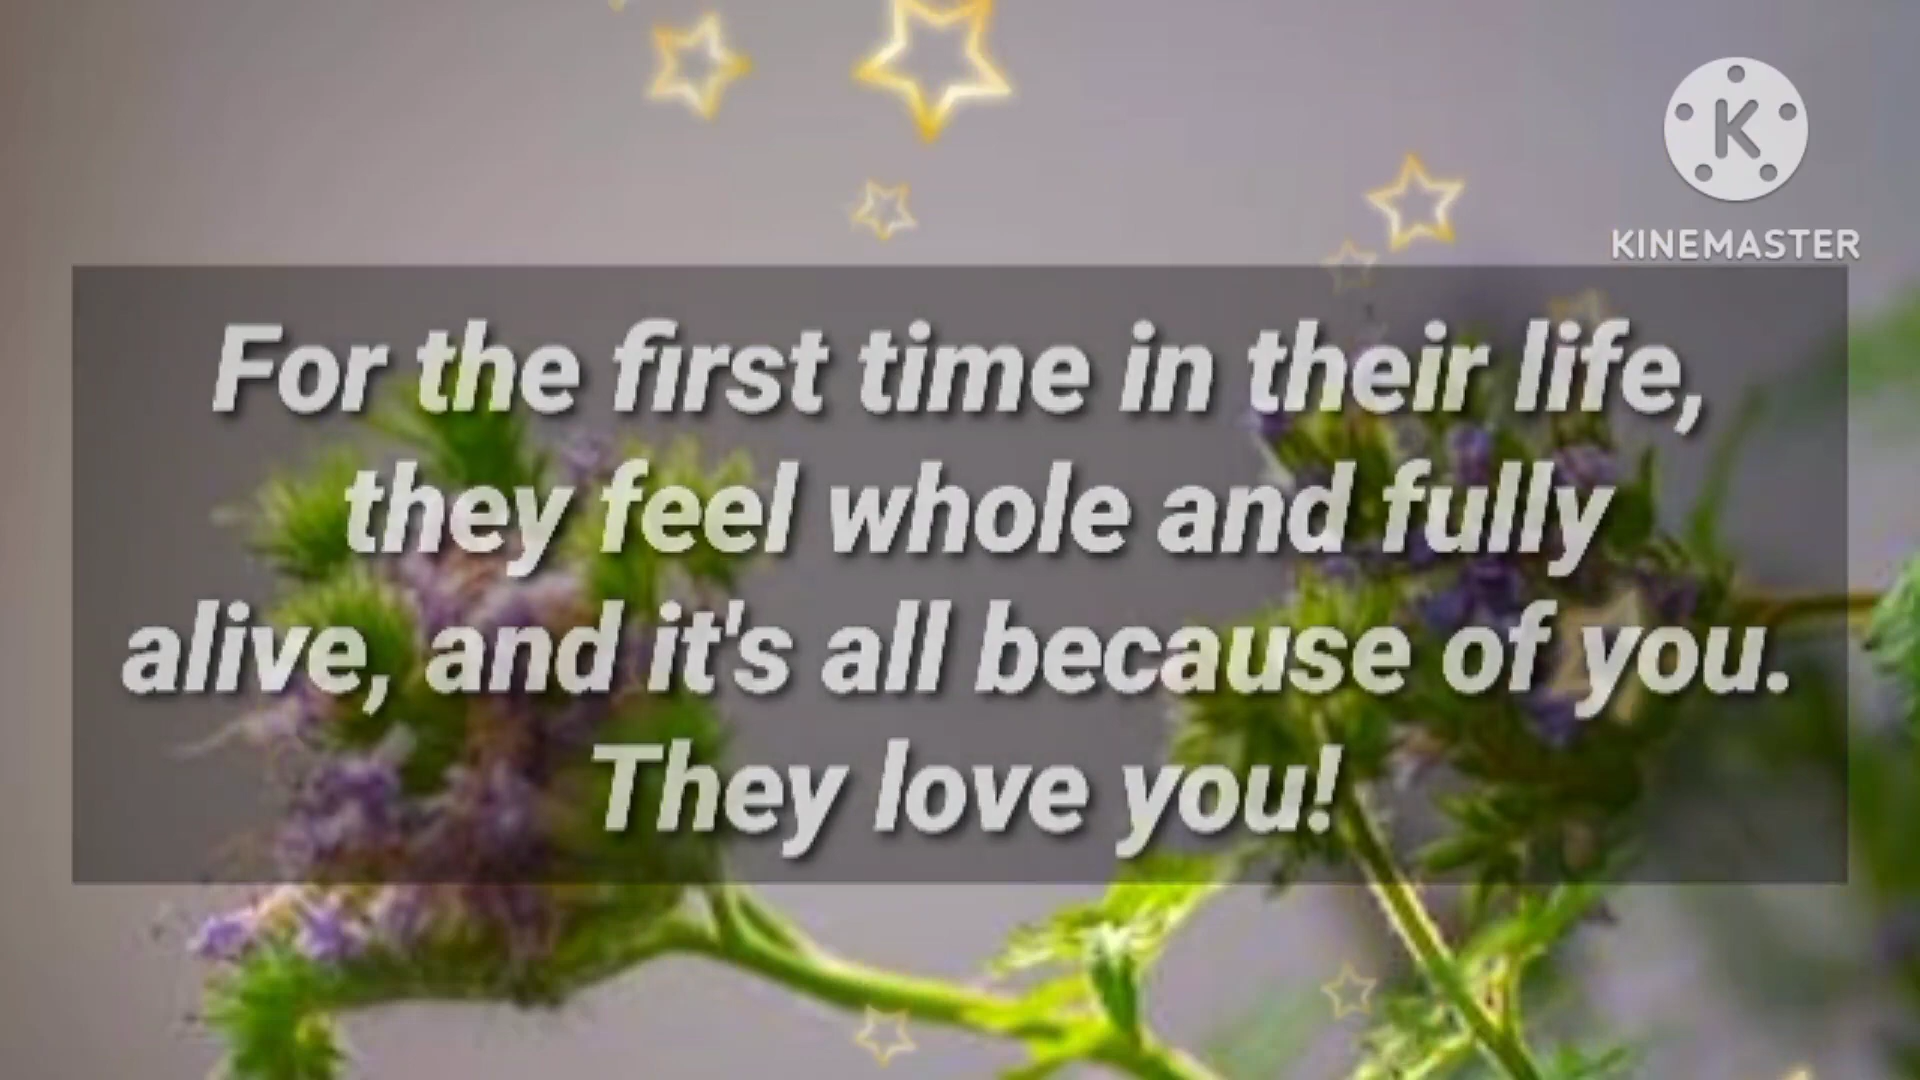 K
KINEMASTER
For the first time in their life,
they feel whole and fully
alive, and it's all because of you.
They love you!